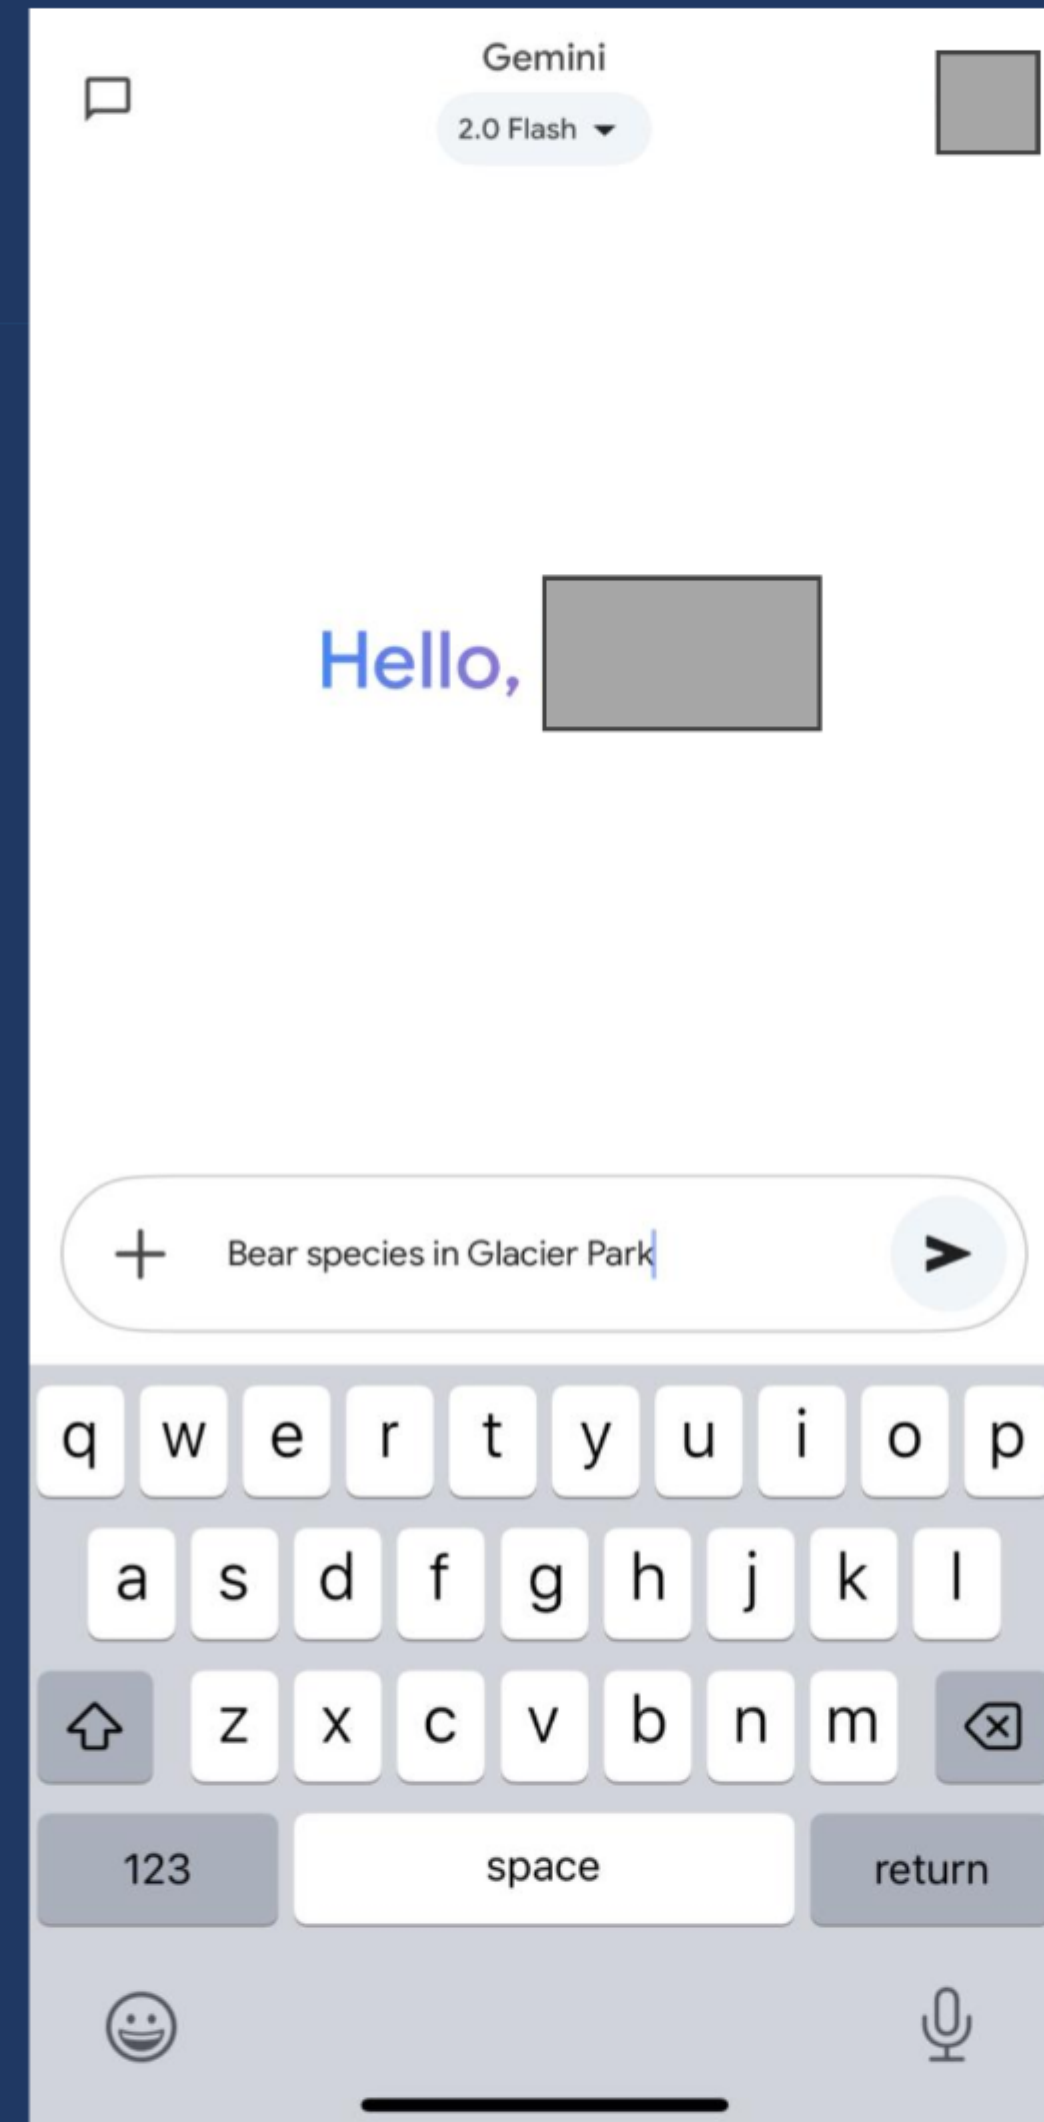 Gemini
2.0 Flash
Hello,
Bear species in Glacier Park
q w e r t y u i o p
a s d f g h j k l
z x c v b n m
123 space return